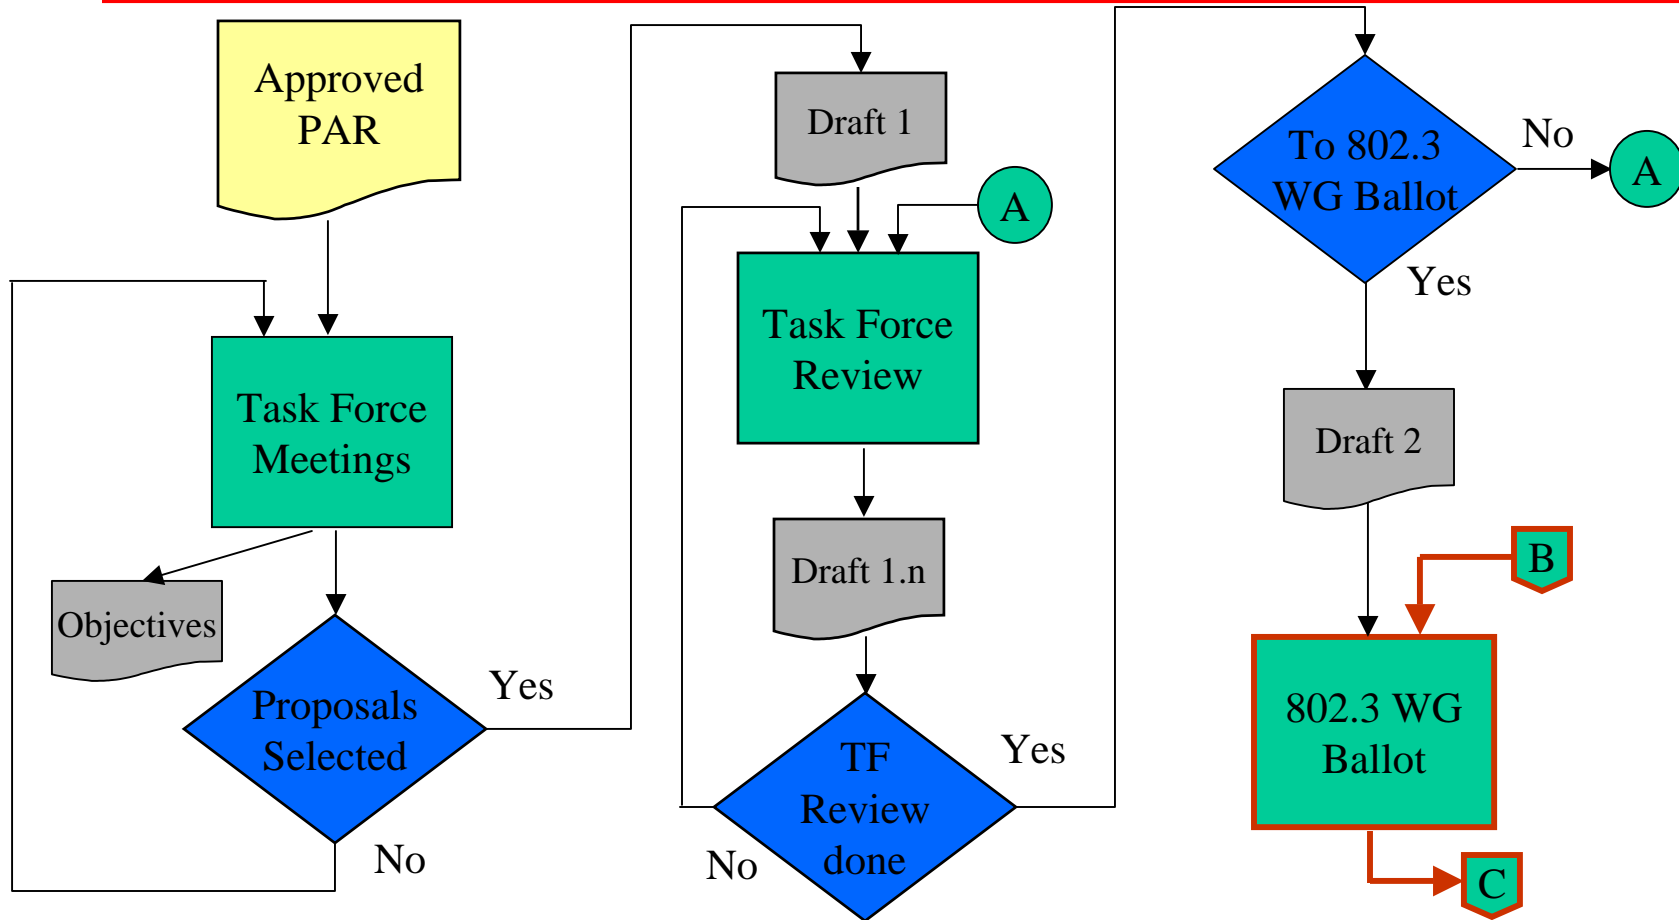 Approved
PAR
Task Force
Meetings
Objectives
Proposals
Selected
Yes
No
Draft 1
A
Task Force
Review
Draft 1.n
TF
Review
done
Yes
No
To 802.3
WG Ballot
No
A
Yes
Draft 2
B
802.3 WG
Ballot
C